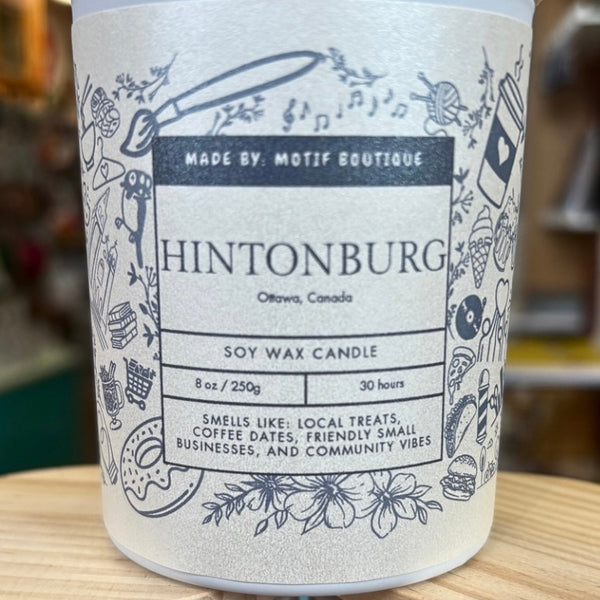 MADE BY: MOTIF BOUTIQUE
HINTONBURG
Ottawa, Canada
SOY WAX CANDLE
8 oz / 250g 30 hours
SMELLS LIKE: LOCAL TREATS,
COFFEE DATES, FRIENDLY SMALL
BUSINESSES, AND COMMUNITY VIBES